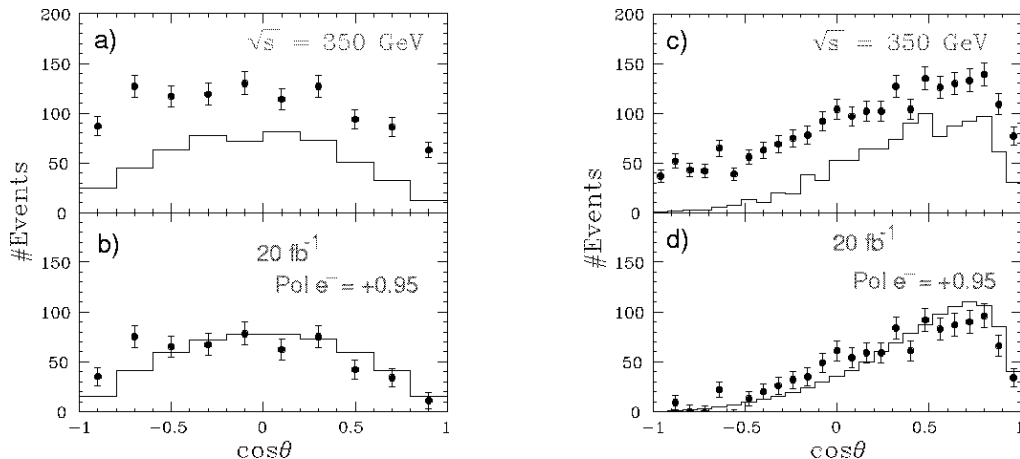 200
a)
√s = 350 GeV
150
100
50
0
b)
20 fb⁻¹
Pol e⁻ = +0.95
150
100
50
0
-1
-0.5
0
0.5
1
cosθ
#Events
200
c)
√s = 350 GeV
150
100
50
0
d)
20 fb⁻¹
Pol e⁻ = +0.95
150
100
50
0
-1
-0.5
0
0.5
1
cosθ
#Events